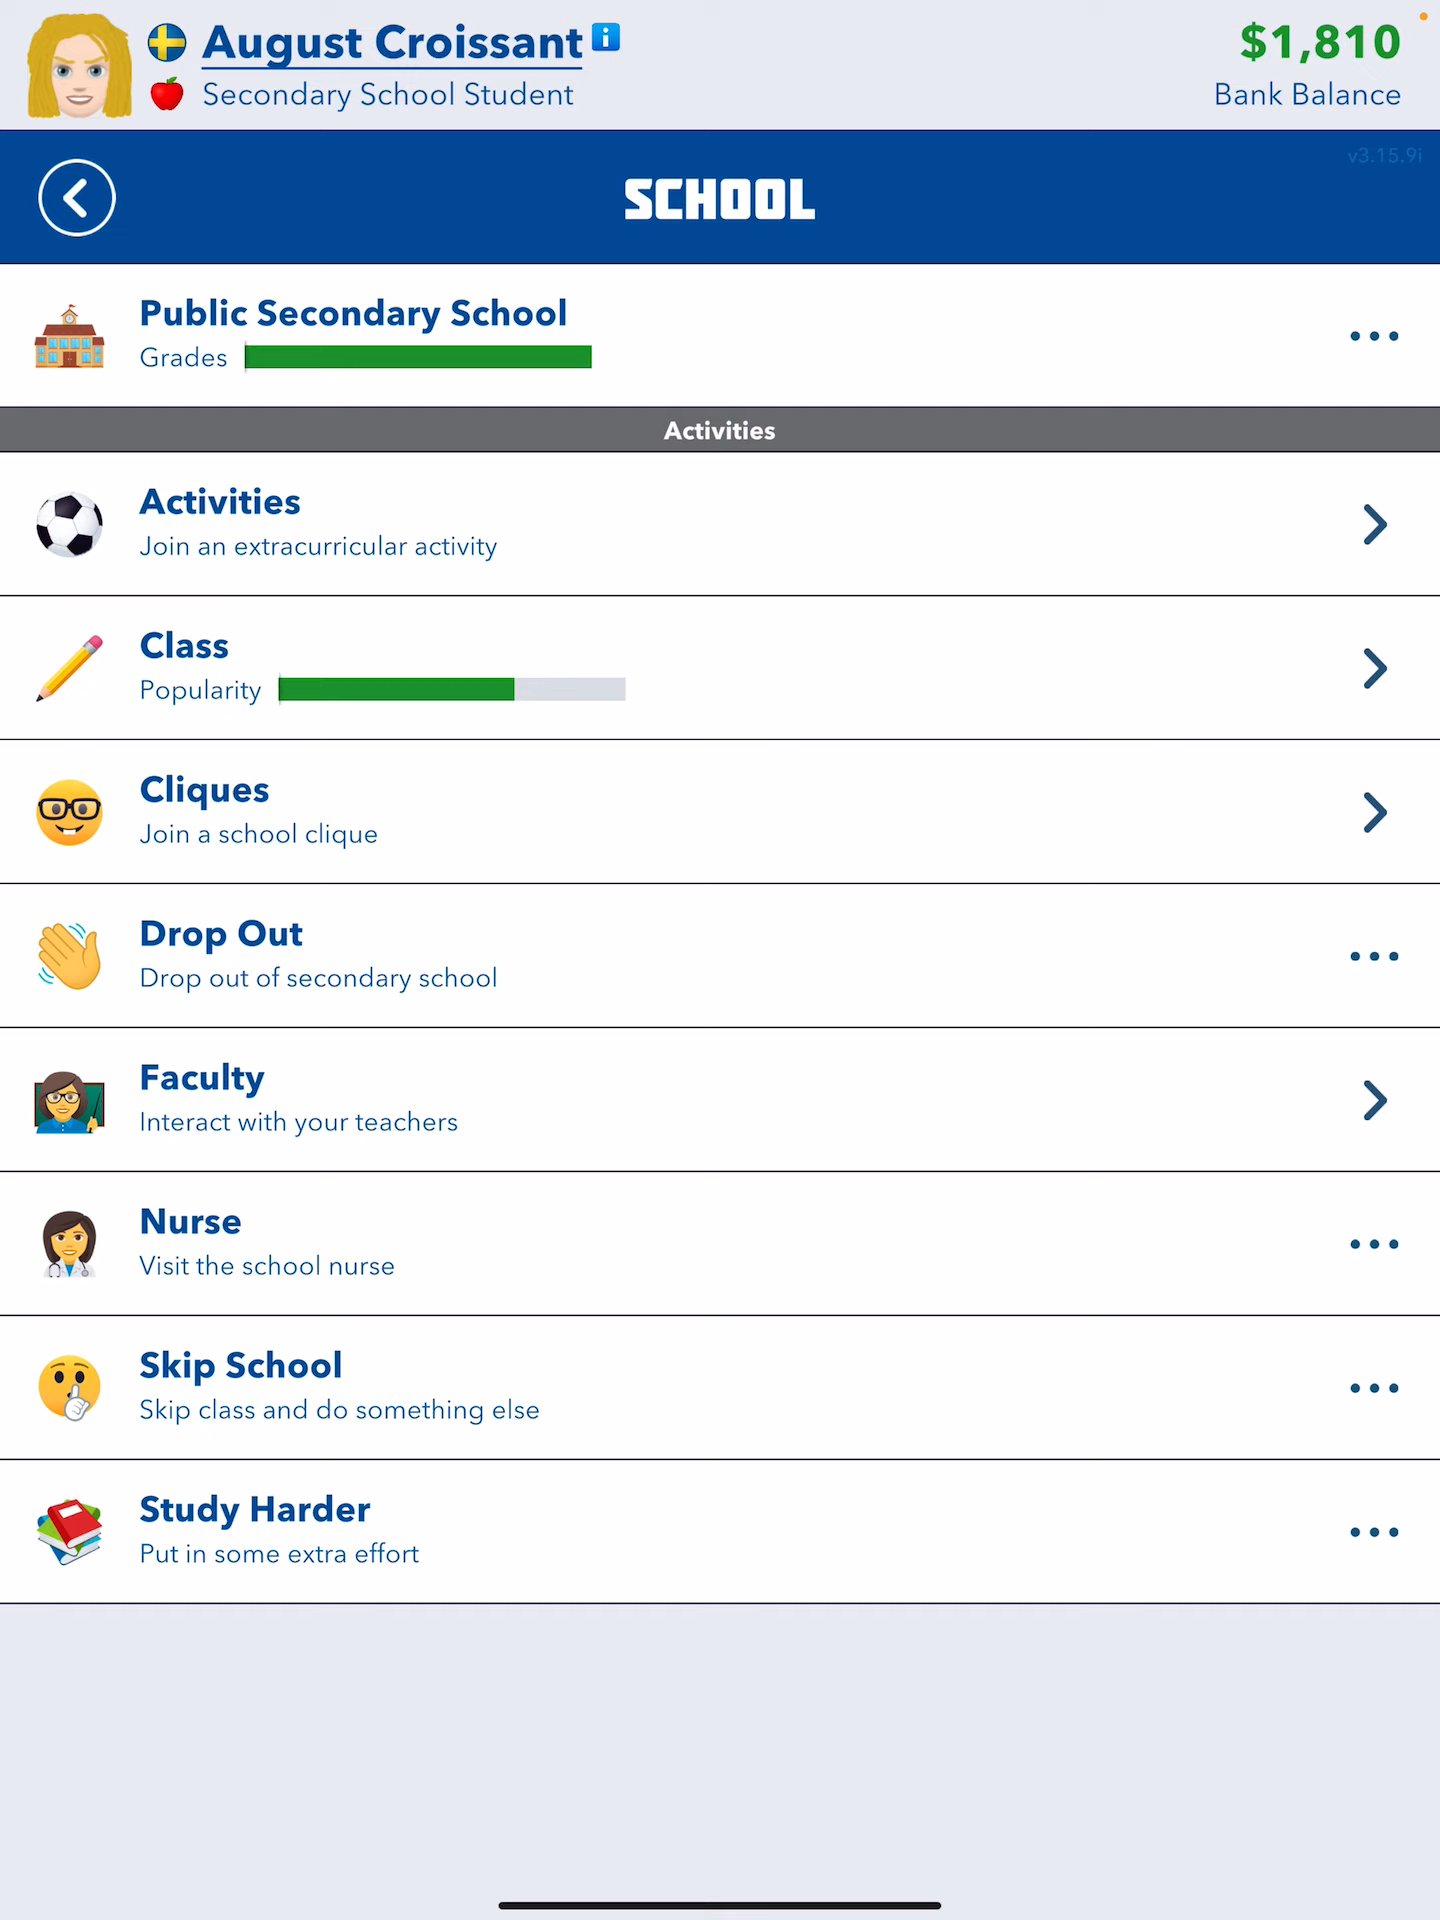 August Croissant
Secondary School Student
$1,810
Bank Balance
v3.15.9i
SCHOOL
Public Secondary School
Grades
Activities
Activities
Join an extracurricular activity
Class
Popularity
Cliques
Join a school clique
Drop Out
Drop out of secondary school
Faculty
Interact with your teachers
Nurse
Visit the school nurse
Skip School
Skip class and do something else
Study Harder
Put in some extra effort